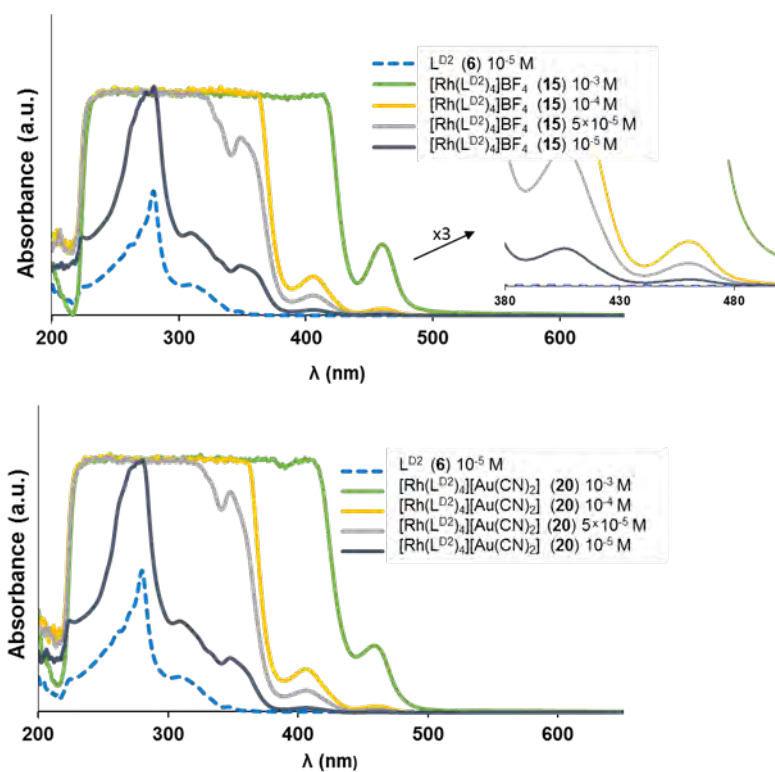 Absorbance (a.u.)
L^D2 (6) 10^-5 M
[Rh(L^D2)4]BF4 (15) 10^-3 M
[Rh(L^D2)4]BF4 (15) 10^-4 M
[Rh(L^D2)4]BF4 (15) 5×10^-5 M
[Rh(L^D2)4]BF4 (15) 10^-5 M
x3
380 430 480
200 300 400 500 600
λ (nm)
Absorbance (a.u.)
L^D2 (6) 10^-5 M
[Rh(L^D2)4][Au(CN)2] (20) 10^-3 M
[Rh(L^D2)4][Au(CN)2] (20) 10^-4 M
[Rh(L^D2)4][Au(CN)2] (20) 5×10^-5 M
[Rh(L^D2)4][Au(CN)2] (20) 10^-5 M
200 300 400 500 600
λ (nm)